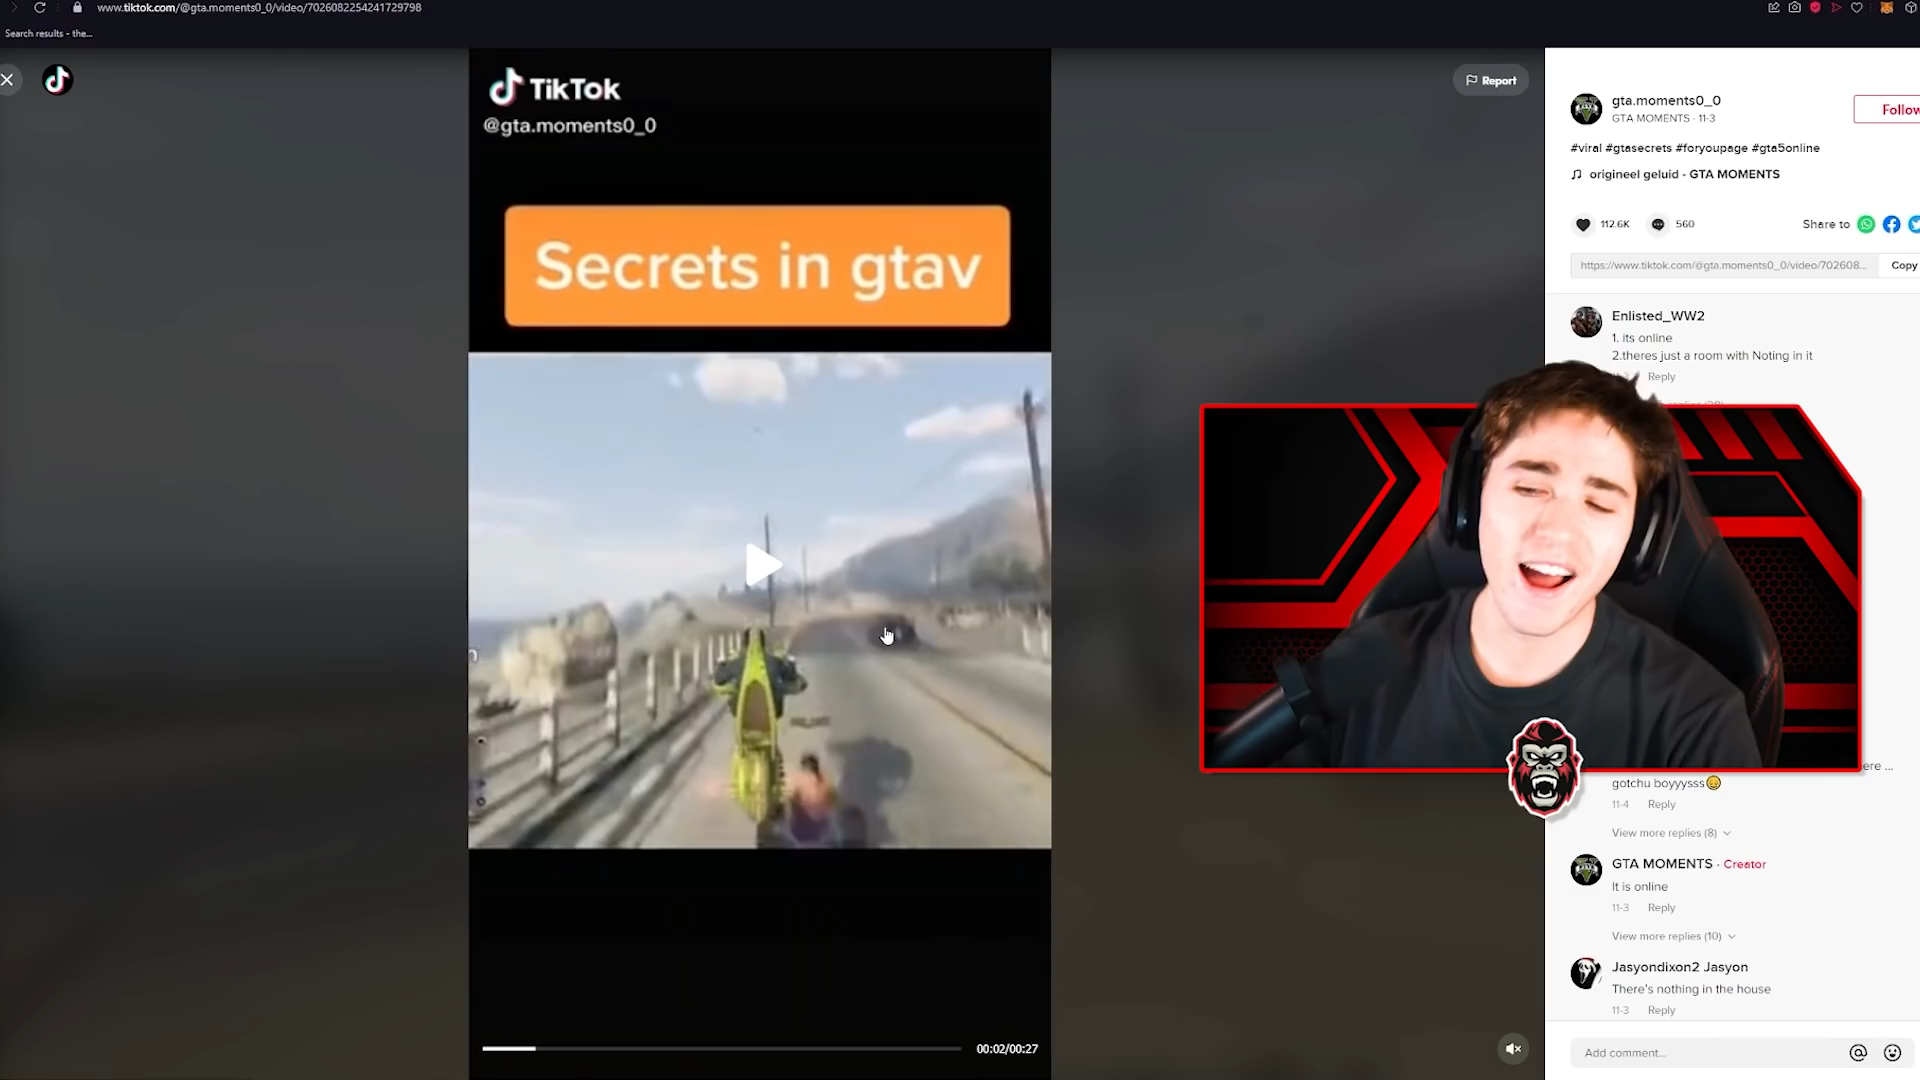 www.tiktok.com/@gta.moments0_0/video/7026082254241729798
Search results - the...
TikTok
@gta.moments0_0
Secrets in gtav
00:02/00:27
Report
gta.moments0_0
GTA MOMENTS · 11-3
Follow
#viral #gtasecrets #foryoupage #gta5online
origineel geluid - GTA MOMENTS
112.6K
560
Share to
https://www.tiktok.com/@gta.moments0_0/video/702608...
Copy
Enlisted_WW2
1. its online
2.theres just a room with Noting in it
Reply
ere ...
gotchu boyyysss😊
11-4 Reply
View more replies (8)
GTA MOMENTS · Creator
It is online
11-3 Reply
View more replies (10)
Jasyondixon2 Jasyon
There's nothing in the house
11-3 Reply
Add comment...